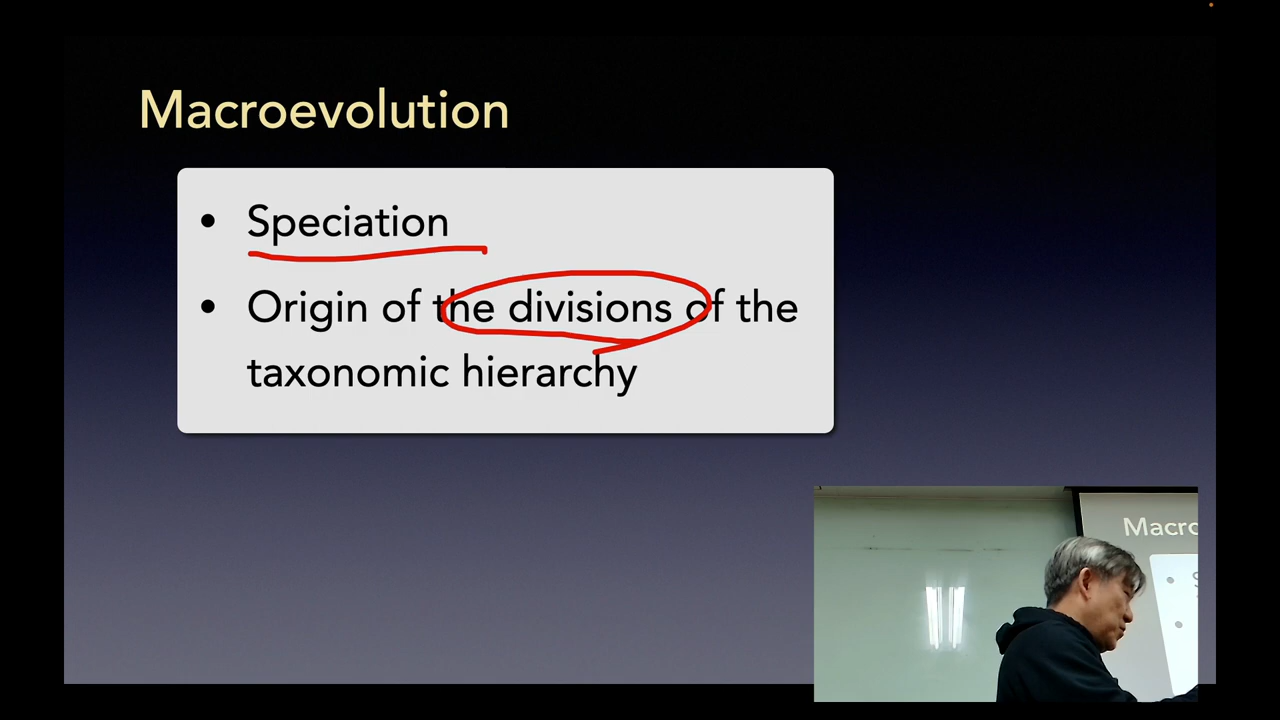 Macroevolution
• Speciation
• Origin of the divisions of the
taxonomic hierarchy
Macro
S